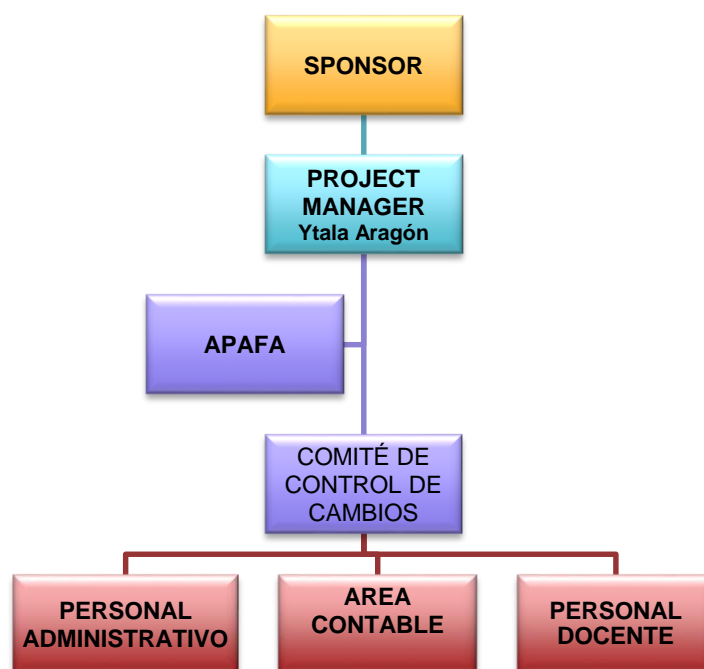 SPONSOR
PROJECT
MANAGER
Ytala Aragón
APAFA
COMITÉ DE
CONTROL DE
CAMBIOS
PERSONAL
ADMINISTRATIVO
AREA
CONTABLE
PERSONAL
DOCENTE